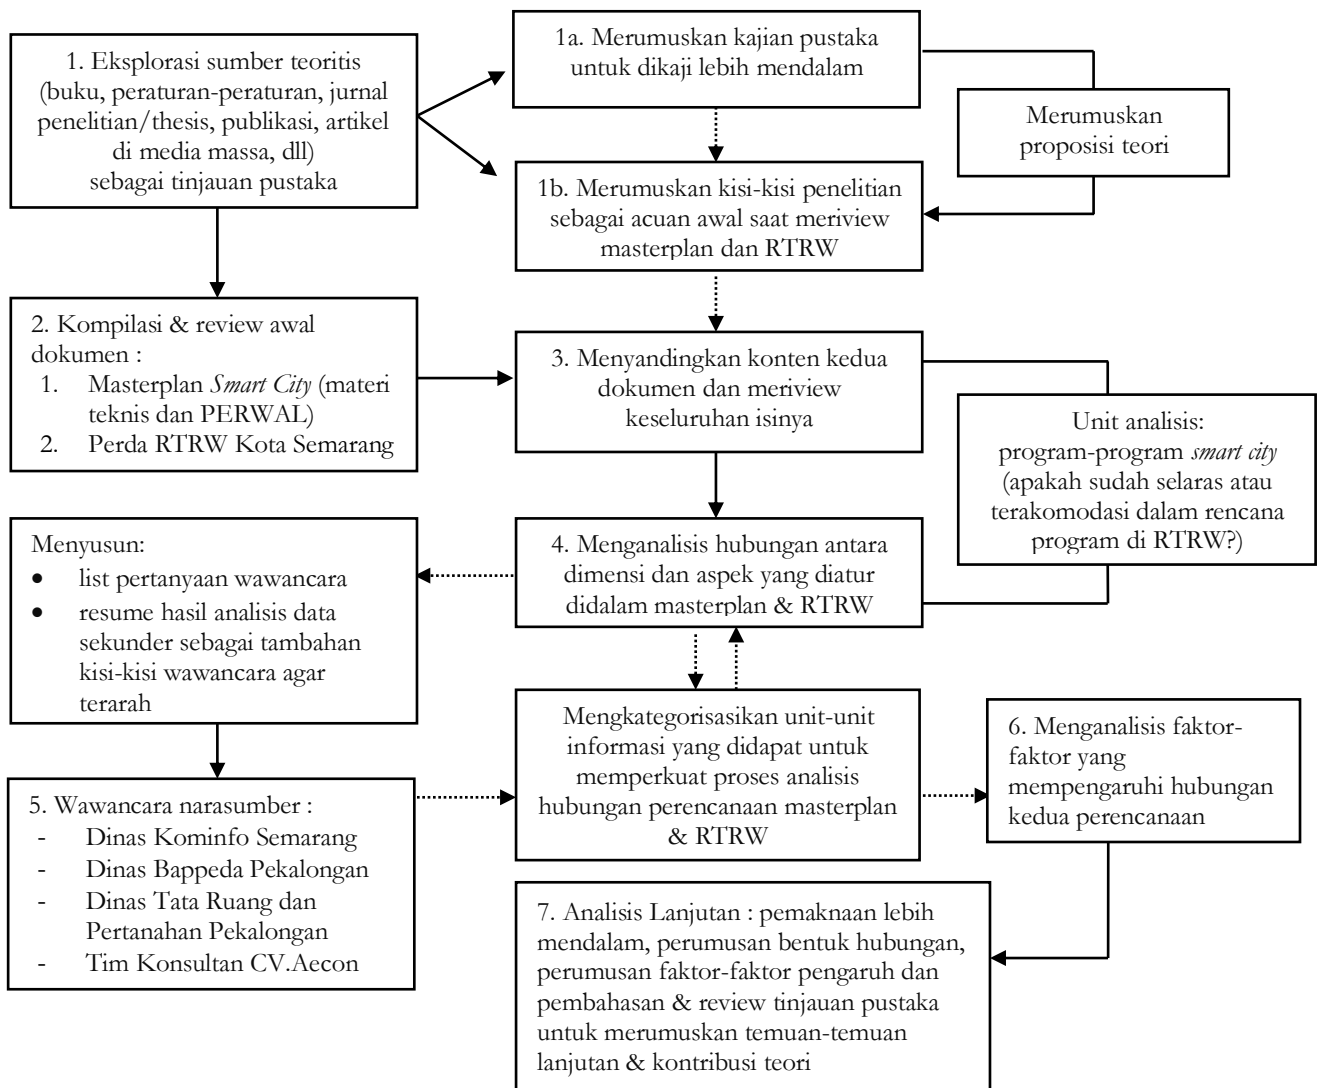 1. Eksplorasi sumber teoritis
(buku, peraturan-peraturan, jurnal
penelitian/thesis, publikasi, artikel
di media massa, dll)
sebagai tinjauan pustaka
1a. Merumuskan kajian pustaka
untuk dikaji lebih mendalam
Merumuskan
proposisi teori
1b. Merumuskan kisi-kisi penelitian
sebagai acuan awal saat meriview
masterplan dan RTRW
2. Kompilasi & review awal
dokumen :
1. Masterplan Smart City (materi
teknis dan PERWAL)
2. Perda RTRW Kota Semarang
3. Menyandingkan konten kedua
dokumen dan meriview
keseluruhan isinya
Unit analisis:
program-program smart city
(apakah sudah selaras atau
terakomodasi dalam rencana
program di RTRW?)
4. Menganalisis hubungan antara
dimensi dan aspek yang diatur
didalam masterplan & RTRW
Menyusun:
• list pertanyaan wawancara
• resume hasil analisis data
sekunder sebagai tambahan
kisi-kisi wawancara agar
terarah
Mengkategorisasikan unit-unit
informasi yang didapat untuk
memperkuat proses analisis
hubungan perencanaan masterplan
& RTRW
5. Wawancara narasumber :
- Dinas Kominfo Semarang
- Dinas Bappeda Pekalongan
- Dinas Tata Ruang dan
Pertanahan Pekalongan
- Tim Konsultan CV.Aecon
6. Menganalisis faktor-
faktor yang
mempengaruhi hubungan
kedua perencanaan
7. Analisis Lanjutan : pemaknaan lebih
mendalam, perumusan bentuk hubungan,
perumusan faktor-faktor pengaruh dan
pembahasan & review tinjauan pustaka
untuk merumuskan temuan-temuan
lanjutan & kontribusi teori